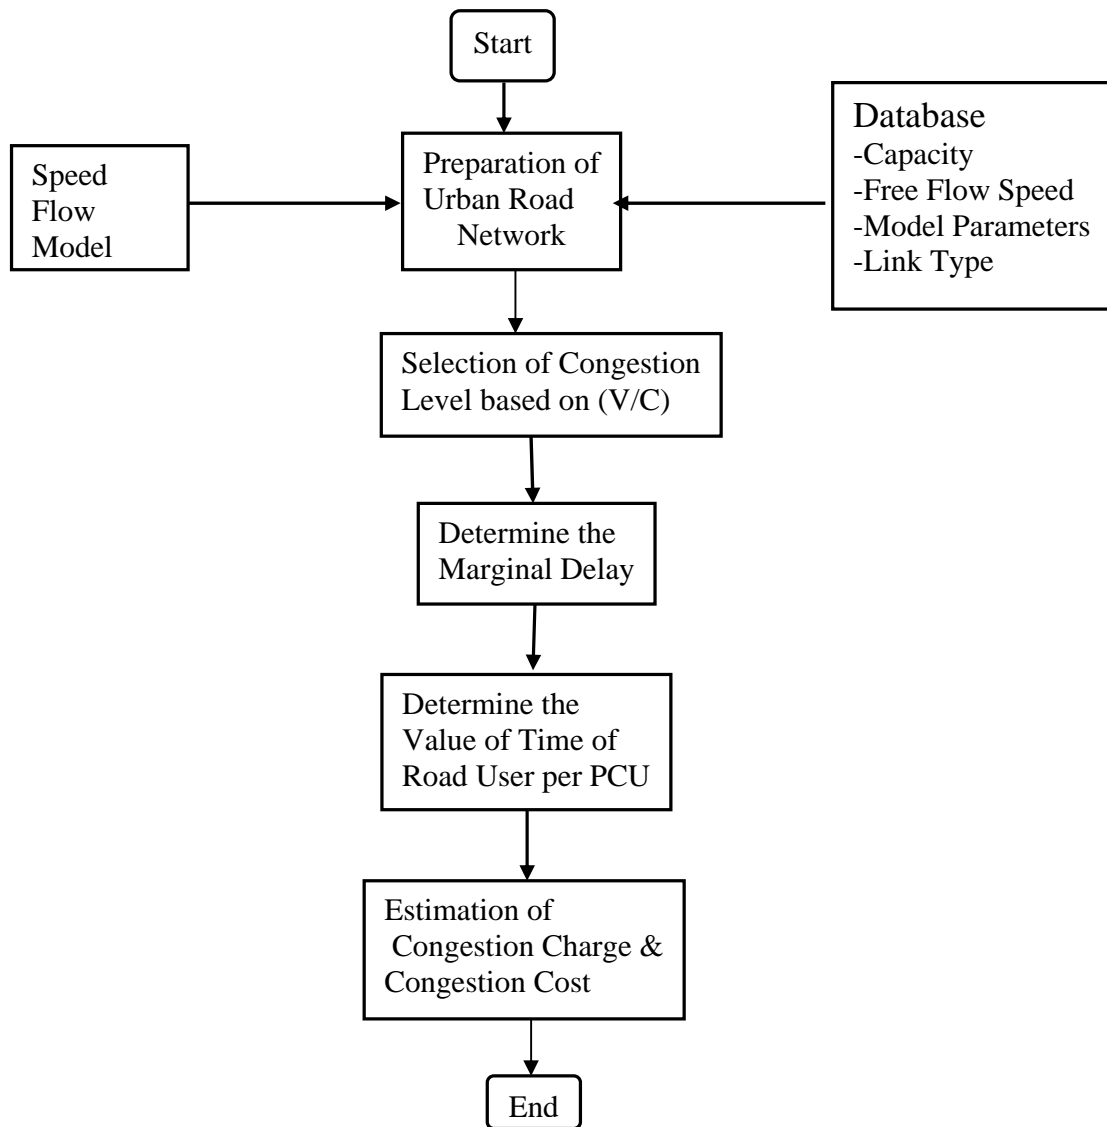 Start
Speed
Flow
Model
Preparation of
Urban Road
Network
Database
-Capacity
-Free Flow Speed
-Model Parameters
-Link Type
Selection of Congestion
Level based on (V/C)
Determine the
Marginal Delay
Determine the
Value of Time of
Road User per PCU
Estimation of
Congestion Charge &
Congestion Cost
End